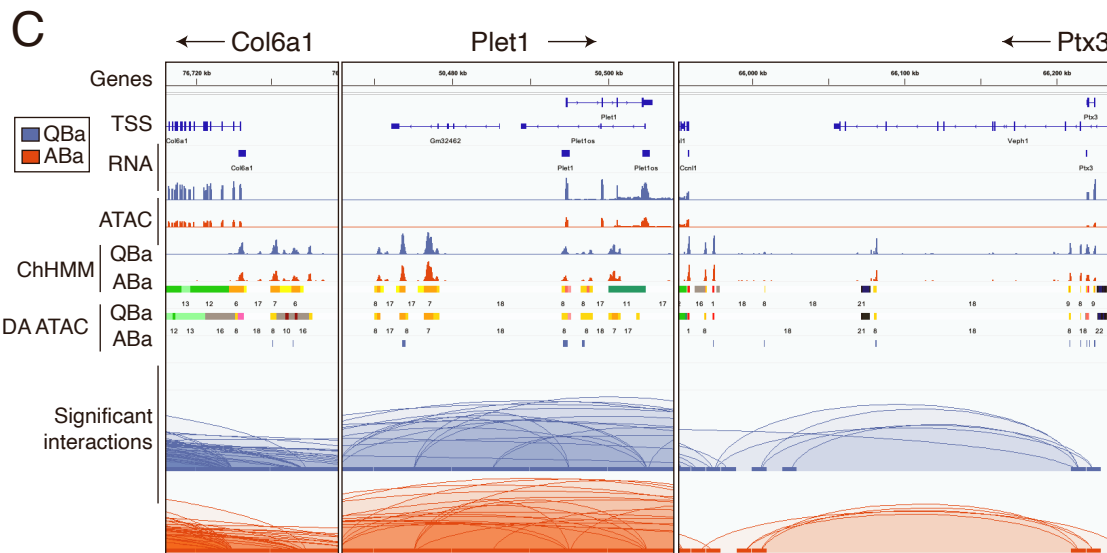 C
Col6a1
Plet1
Ptx3
Genes
76,720 kb
76
50,480 kb
50,500 kb
66,000 kb
66,100 kb
66,200 kb
QBa
ABa
TSS
Plet1
Ptx3
Col6a1
Gm32462
Plet1os
Veph1
RNA
Col6a1
Plet1
Plet1os
Ccnl1
Ptx3
ATAC
ChHMM
QBa
ABa
13 12 6 17 7 6
8 17 17 7 18 8 8 17 11 17
16 1 18 8 18 21 6 18 9 8 9
DA ATAC
QBa
ABa
12 13 16 8 18 8 10 16
8 17 8 7 18 8 8 18 7 17
1 8 18 21 6 18 8 18 8 22
Significant
interactions